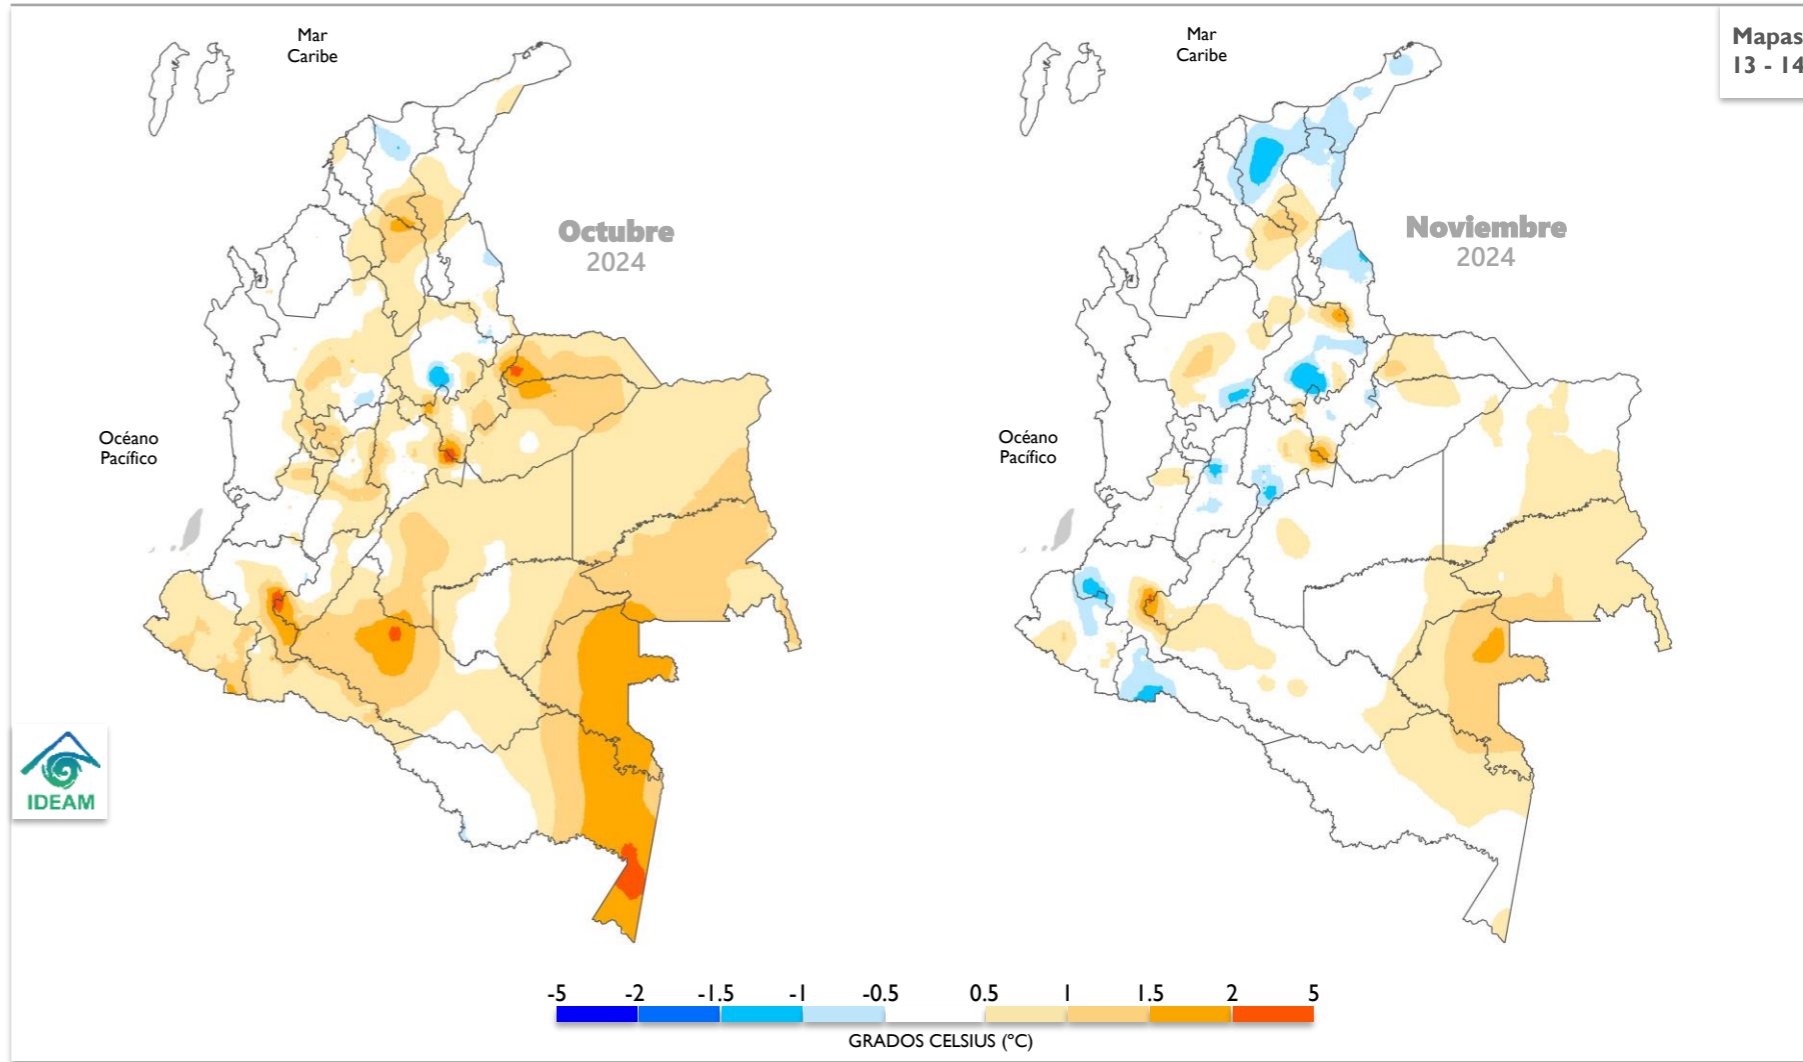 Mar
Caribe
Mar
Caribe
Mapas
13 - 14
Octubre
2024
Noviembre
2024
Océano
Pacífico
Océano
Pacífico
IDEAM
-5 -2 -1.5 -1 -0.5 0.5 1 1.5 2 5
GRADOS CELSIUS (°C)